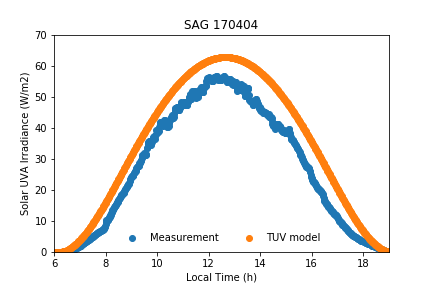 SAG 170404
70
60
50
40
30
20
10
0
Solar UVA Irradiance (W/m2)
Measurement
TUV model
6 8 10 12 14 16 18
Local Time (h)